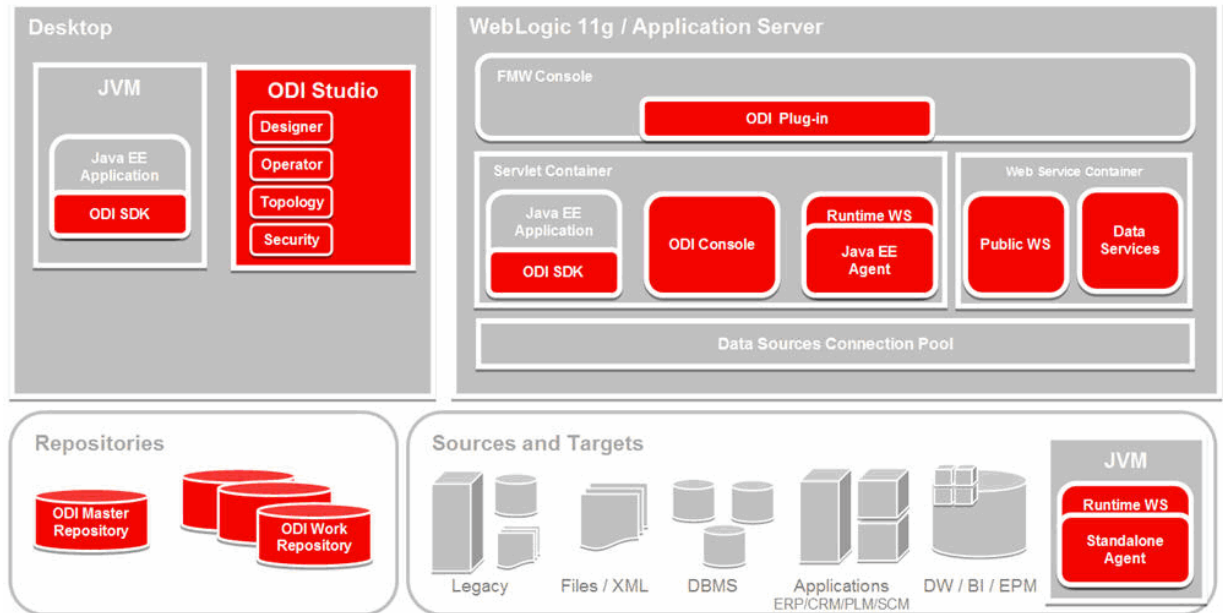 Desktop
JVM
Java EE
Application
ODI SDK
ODI Studio
Designer
Operator
Topology
Security
WebLogic 11g / Application Server
FMW Console
ODI Plug-in
Servlet Container
Java EE
Application
ODI SDK
ODI Console
Runtime WS
Java EE
Agent
Web Service Container
Public WS
Data
Services
Data Sources Connection Pool
Repositories
ODI Master
Repository
ODI Work
Repository
Sources and Targets
Legacy
Files / XML
DBMS
Applications
ERP/CRM/PLM/SCM
DW / BI / EPM
JVM
Runtime WS
Standalone
Agent